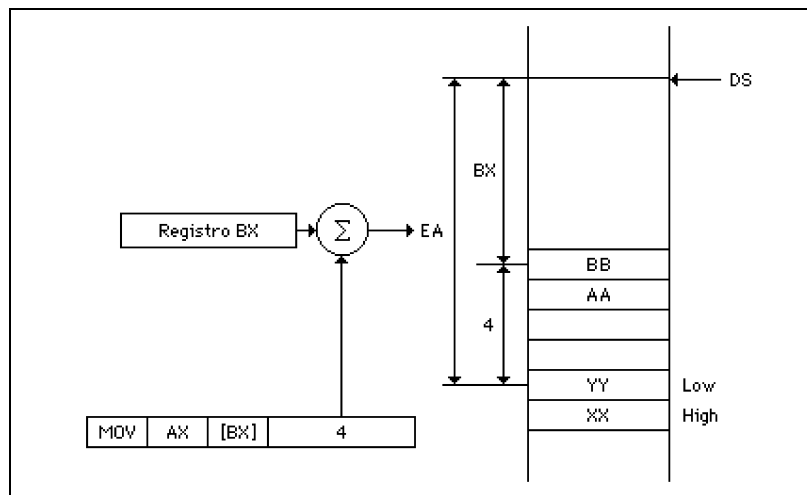 DS
BX
Registro BX
Σ
EA
BB
AA
4
YY Low
XX High
MOV AX [BX] 4